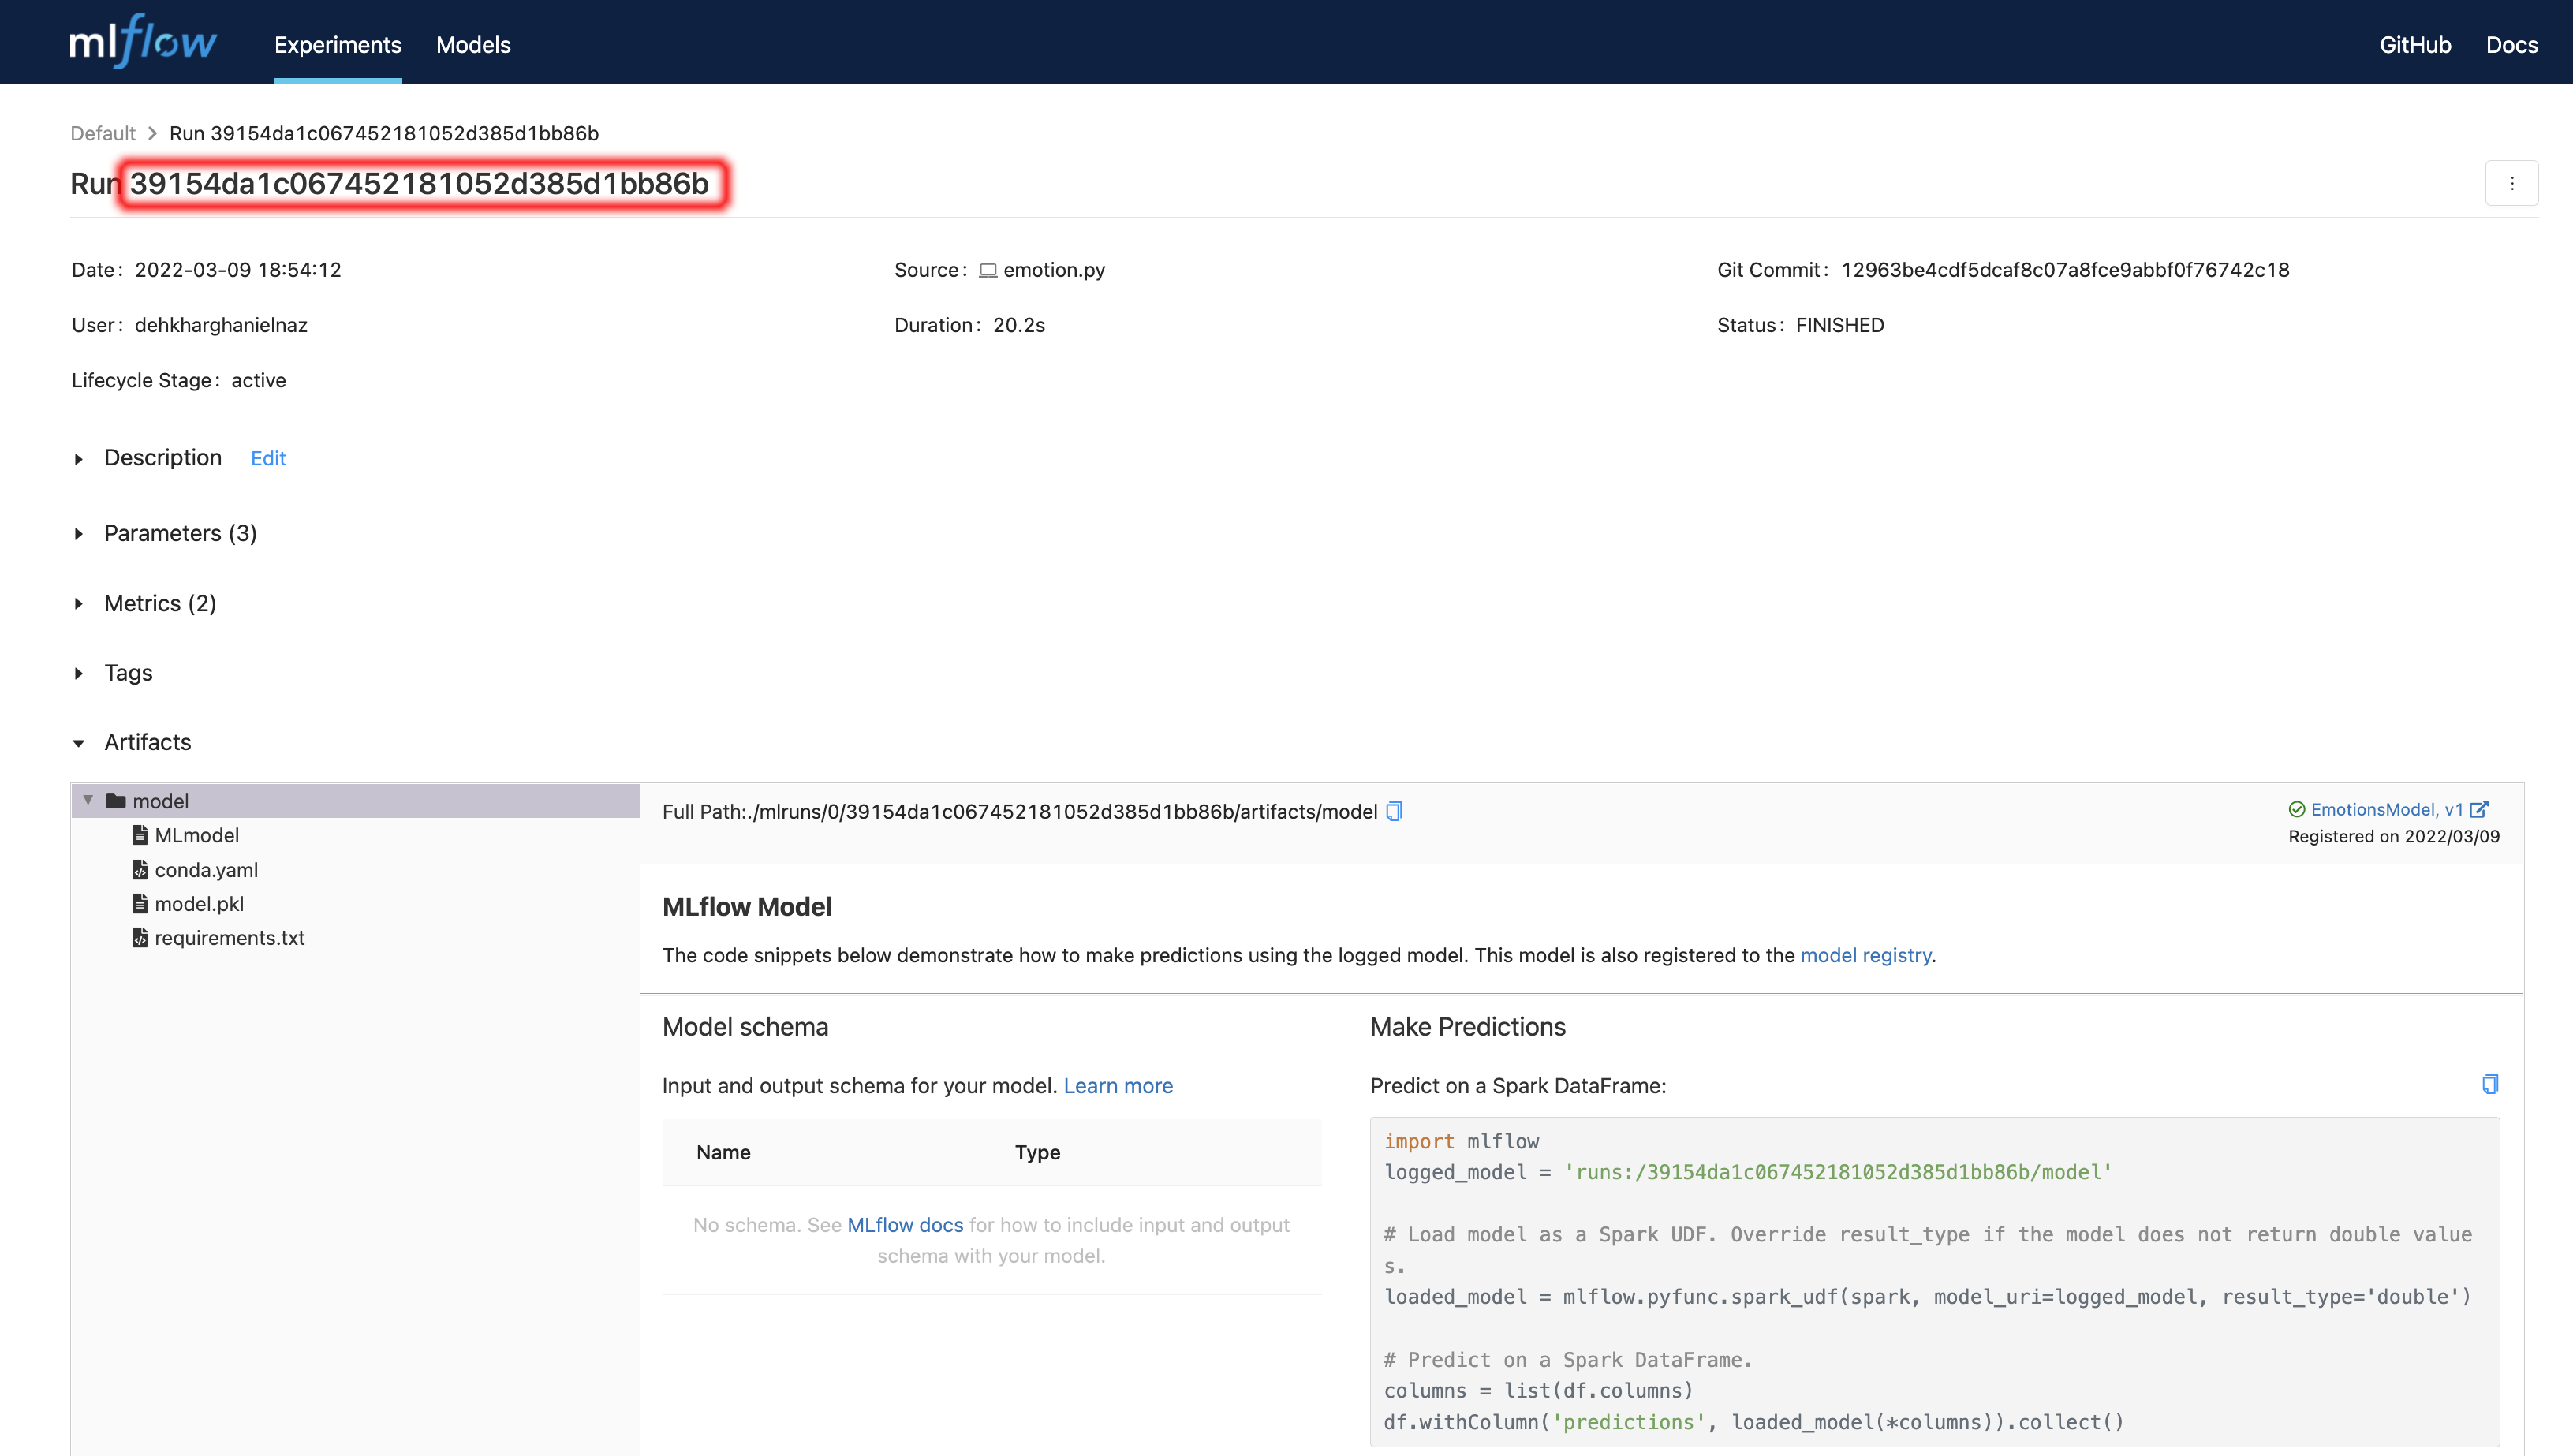 mlflow Experiments Models GitHub Docs
Default > Run 39154da1c067452181052d385d1bb86b
Run 39154da1c067452181052d385d1bb86b
Date: 2022-03-09 18:54:12 Source: emotion.py Git Commit: 12963be4cdf5dcaf8c07a8fce9abbf0f76742c18
User: dehkharghanielnaz Duration: 20.2s Status: FINISHED
Lifecycle Stage: active
Description Edit
Parameters (3)
Metrics (2)
Tags
Artifacts
model
MLmodel
conda.yaml
model.pkl
requirements.txt
Full Path:./mlruns/0/39154da1c067452181052d385d1bb86b/artifacts/model
EmotionsModel, v1
Registered on 2022/03/09
MLflow Model
The code snippets below demonstrate how to make predictions using the logged model. This model is also registered to the model registry.
Model schema
Input and output schema for your model. Learn more
Name Type
No schema. See MLflow docs for how to include input and output
schema with your model.
Make Predictions
Predict on a Spark DataFrame:
import mlflow
logged_model = 'runs:/39154da1c067452181052d385d1bb86b/model'
# Load model as a Spark UDF. Override result_type if the model does not return double value
s.
loaded_model = mlflow.pyfunc.spark_udf(spark, model_uri=logged_model, result_type='double')
# Predict on a Spark DataFrame.
columns = list(df.columns)
df.withColumn('predictions', loaded_model(*columns)).collect()